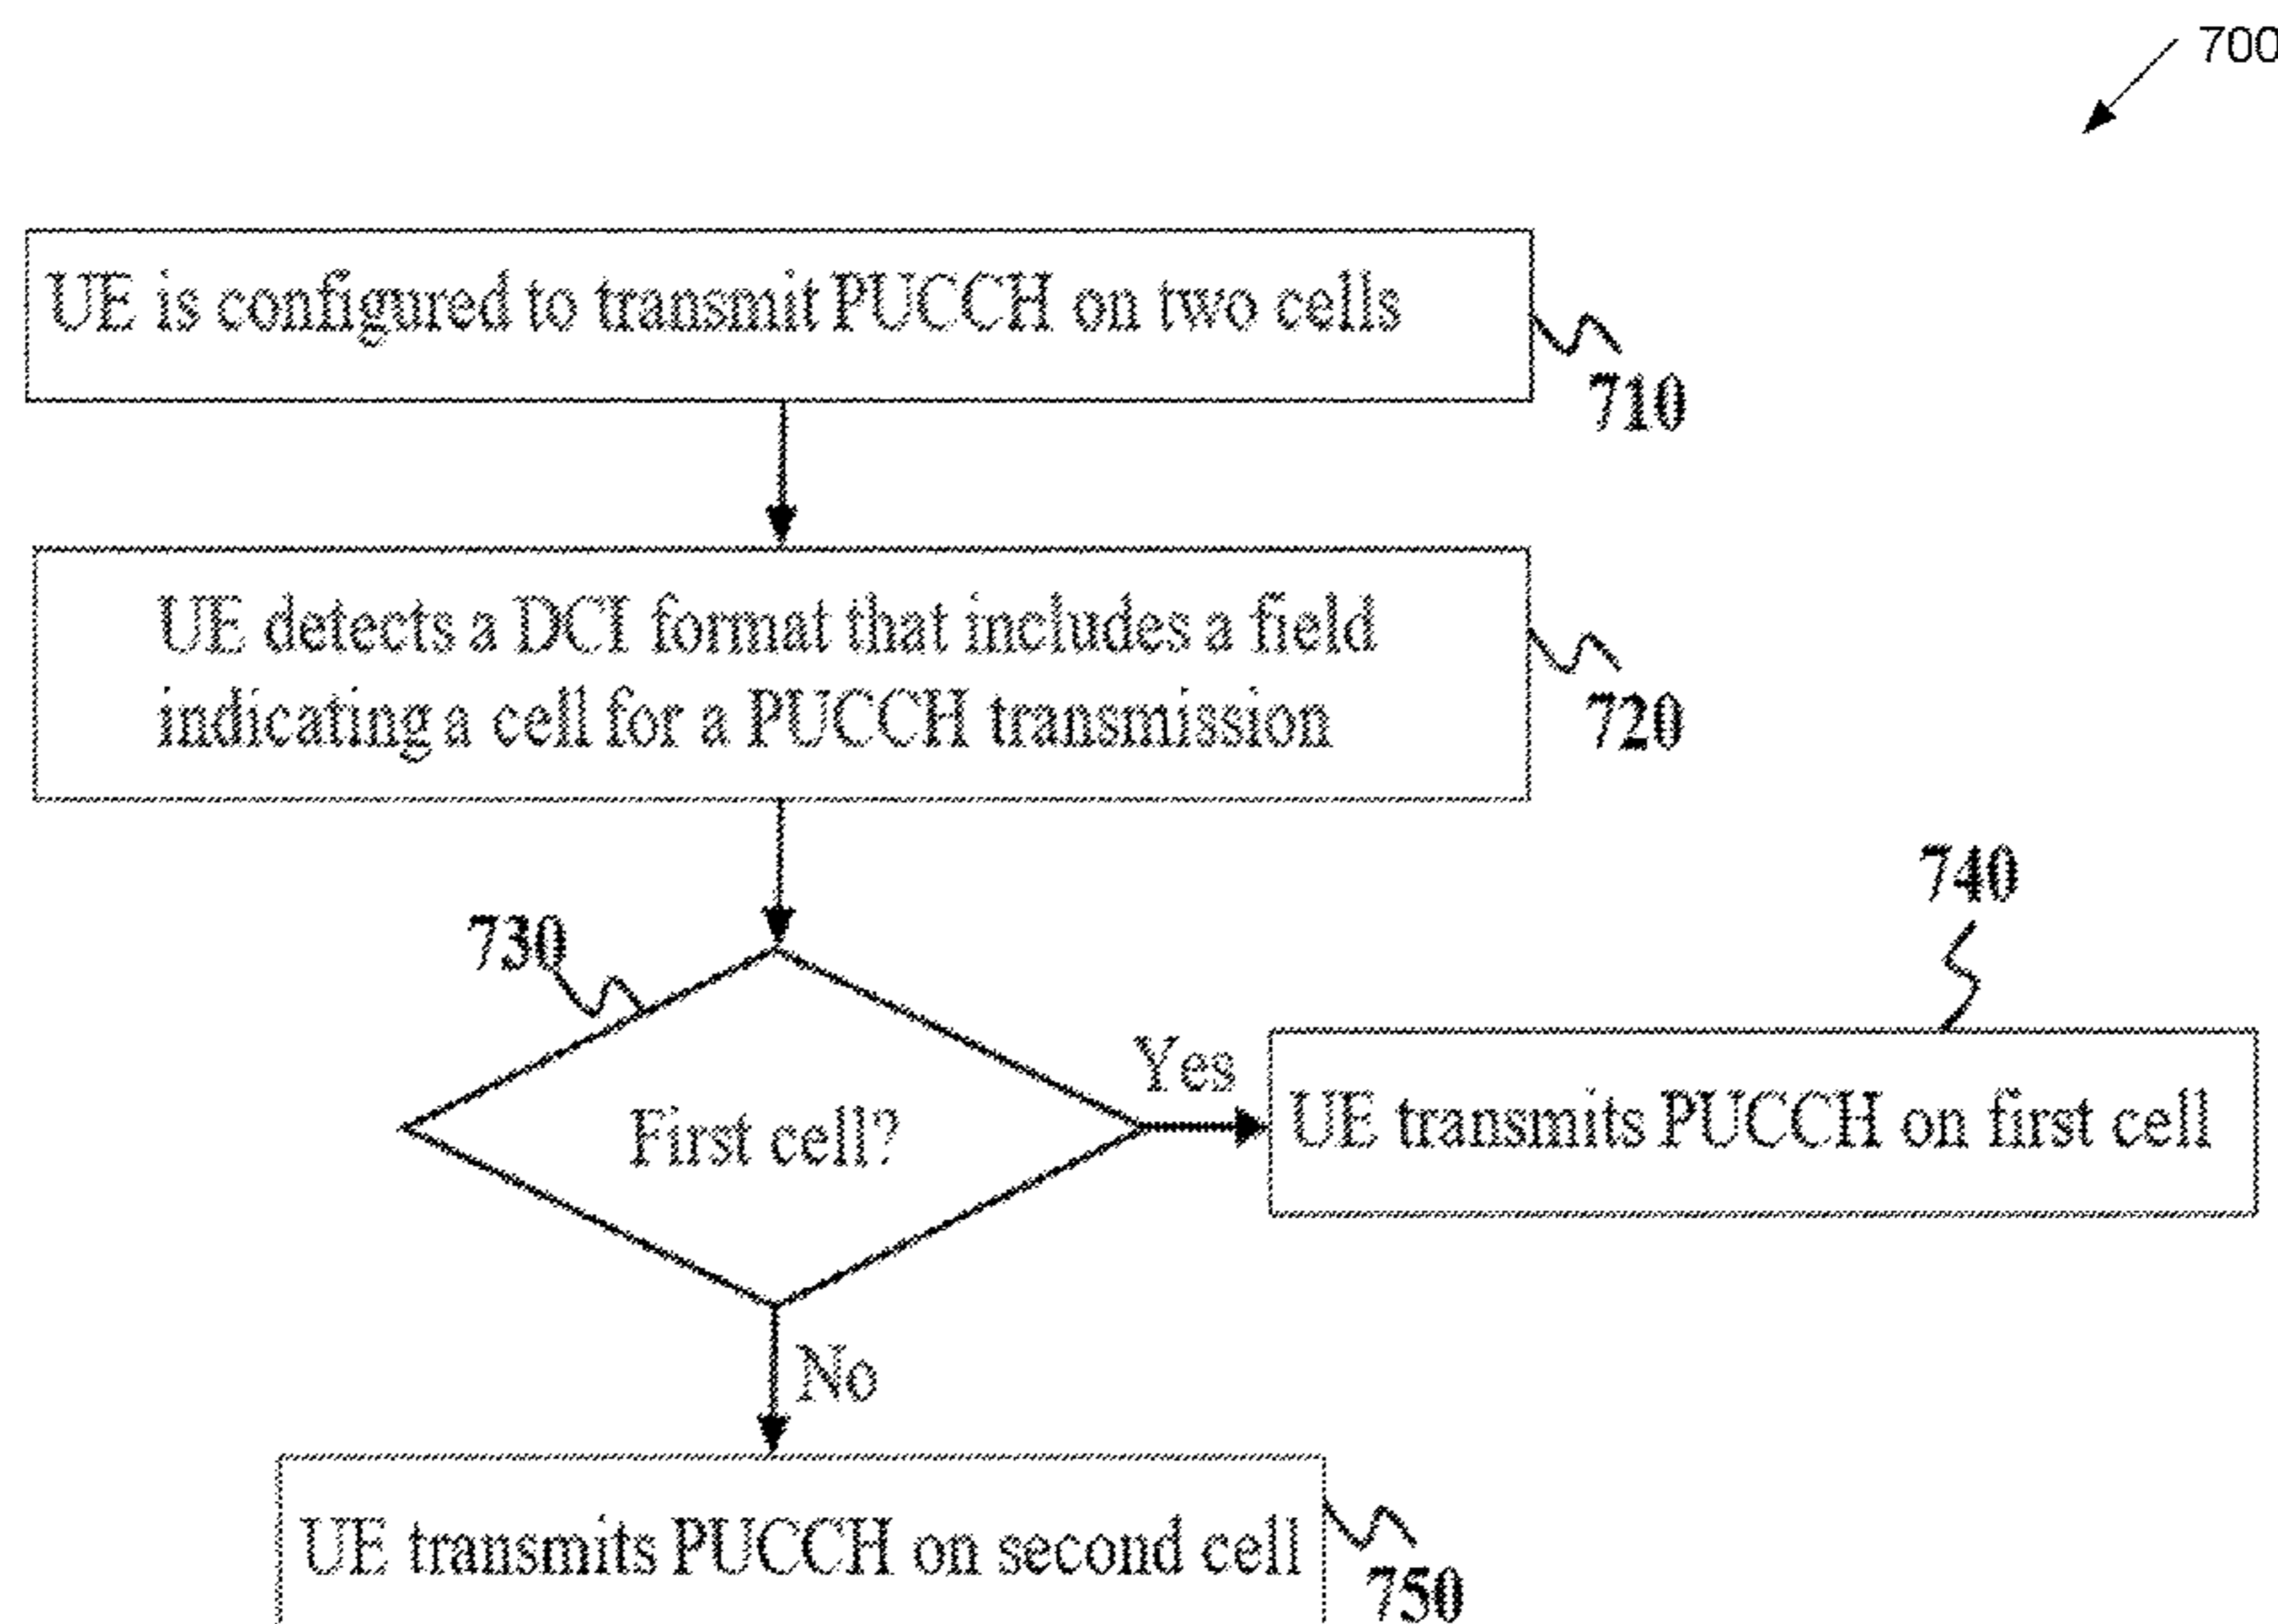 700
UE is configured to transmit PUCCH on two cells
710
UE detects a DCI format that includes a field
indicating a cell for a PUCCH transmission
720
730
First cell?
Yes
740
UE transmits PUCCH on first cell
No
UE transmits PUCCH on second cell
750